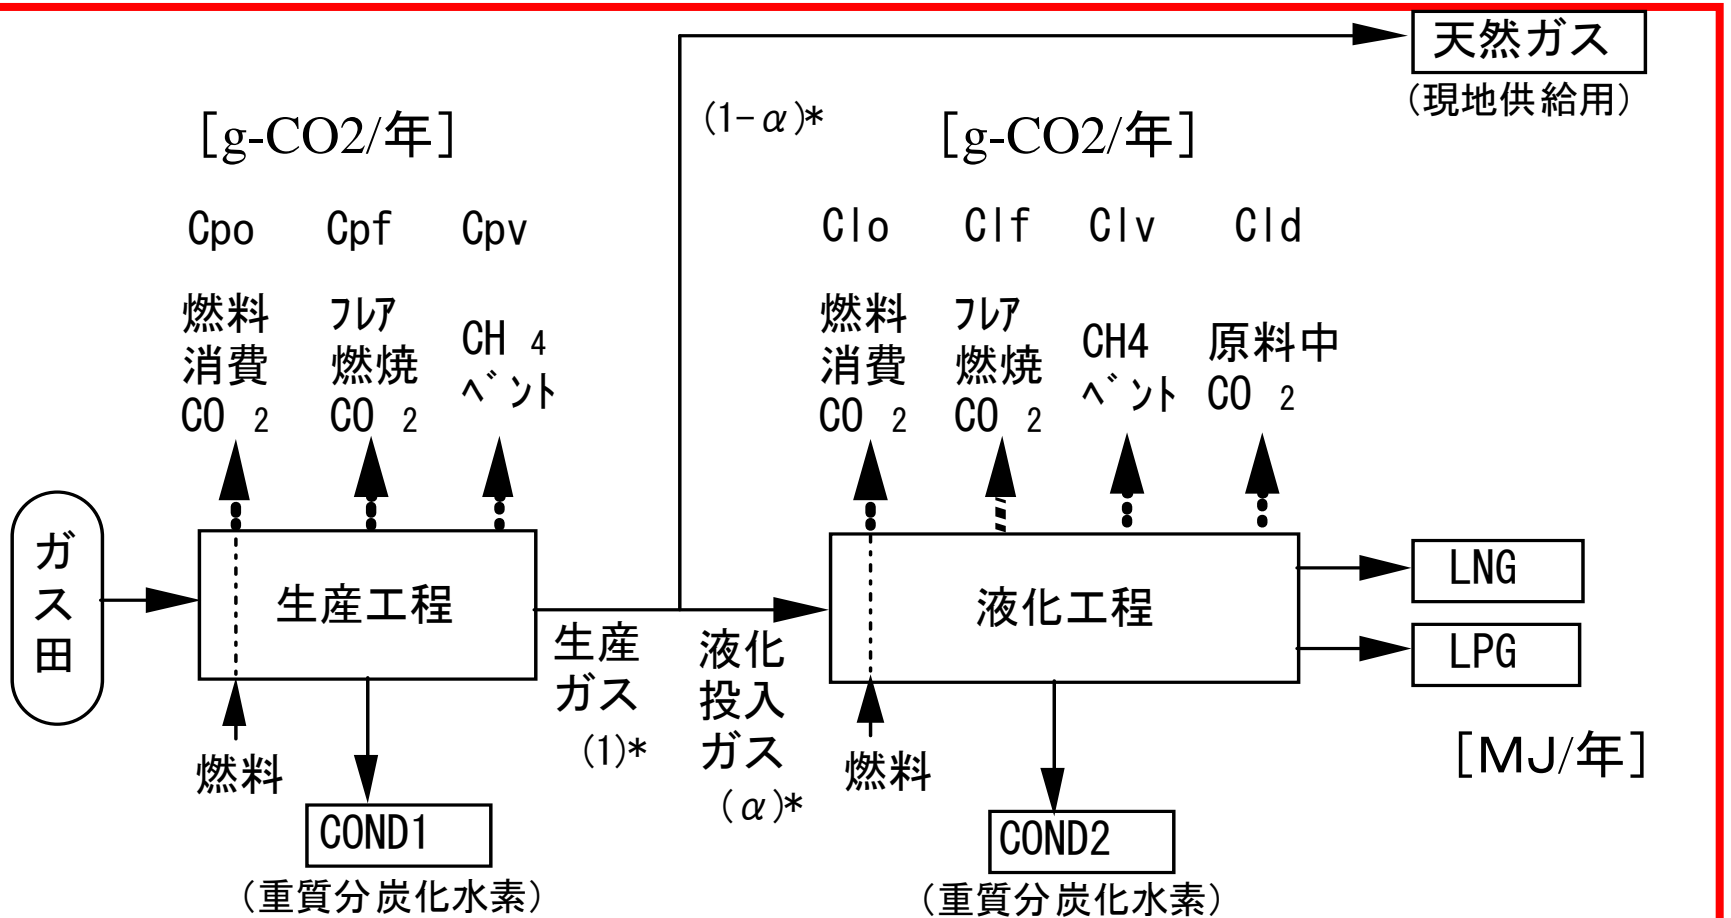 天然ガス
(現地供給用)
(1-α)*
[g-CO2/年]
[g-CO2/年]
Cpo
Cpf
Cpv
Clo
Clf
Clv
Cld
燃料
消費
CO 2
フレア
燃焼
CO 2
CH 4
ベント
燃料
消費
CO 2
フレア
燃焼
CO 2
CH4
ベント
原料中
CO 2
ガ
ス
田
生産工程
液化工程
LNG
LPG
[MJ/年]
生産
ガス
(1)*
液化
投入
ガス
(α)*
燃料
燃料
COND1
(重質分炭化水素)
COND2
(重質分炭化水素)